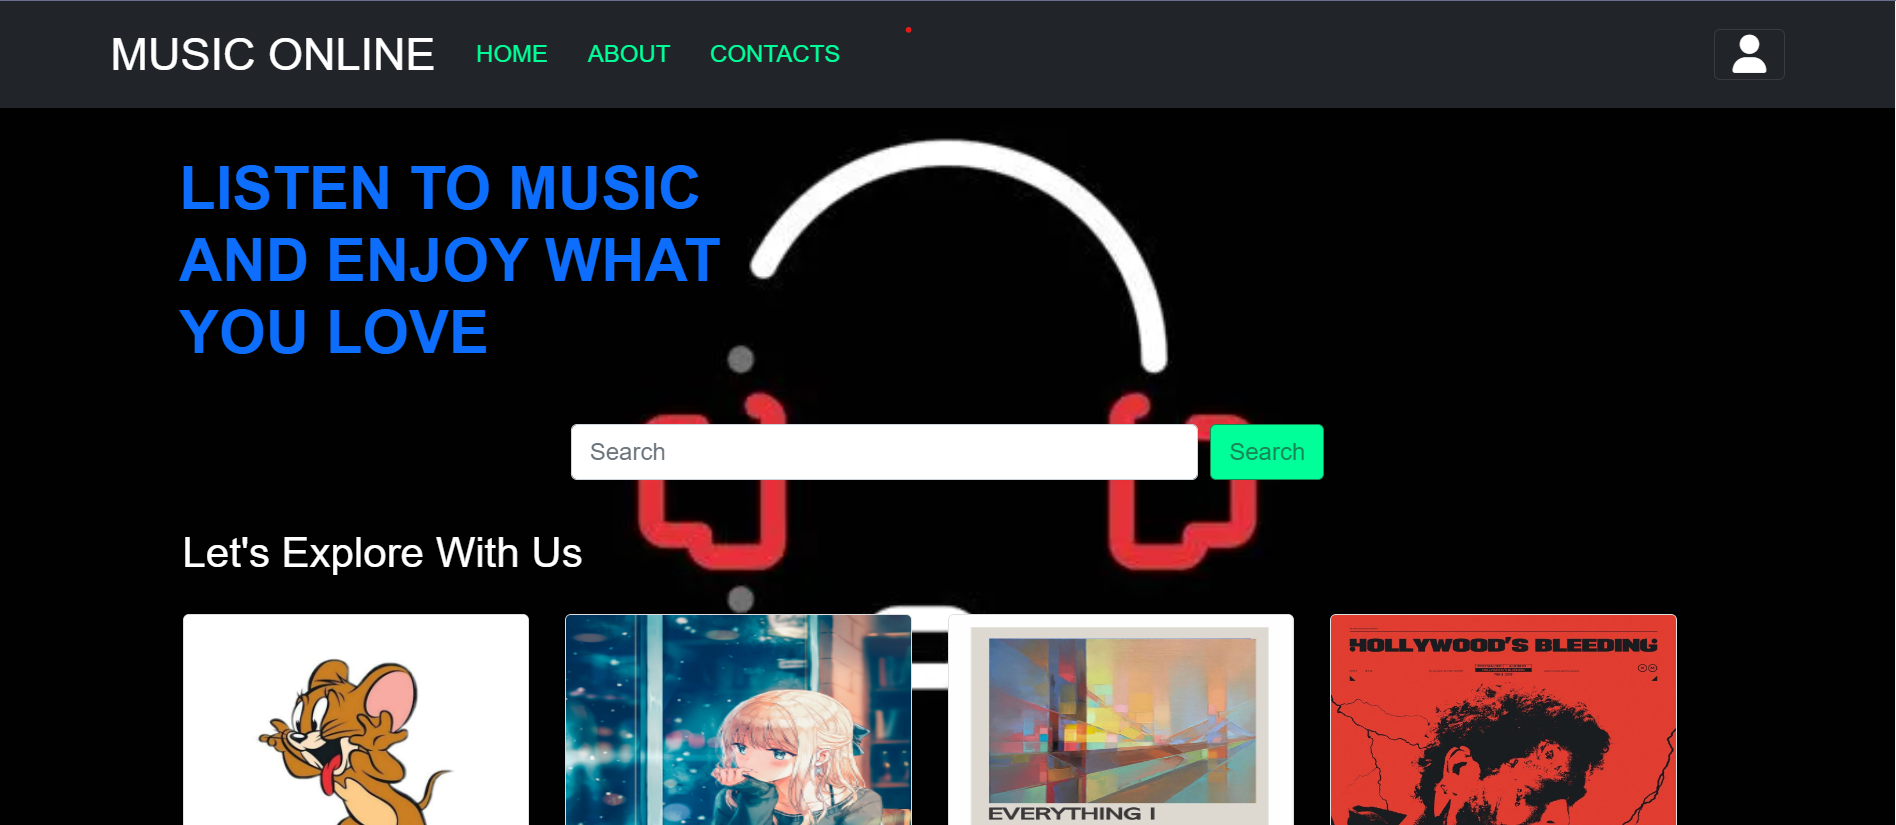 MUSIC ONLINE HOME ABOUT CONTACTS
LISTEN TO MUSIC
AND ENJOY WHAT
YOU LOVE
Search Search
Let's Explore With Us
EVERYTHING I
HOLLYWOOD'S BLEEDING